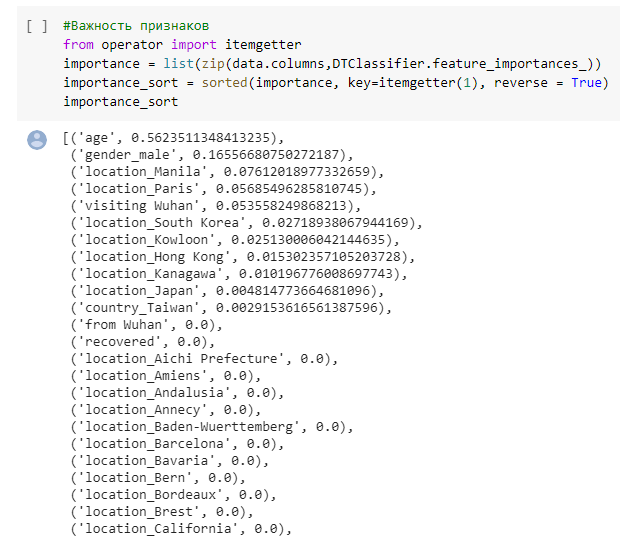 [ ] #Важность признаков
from operator import itemgetter
importance = list(zip(data.columns,DTClassifier.feature_importances_))
importance_sort = sorted(importance, key=itemgetter(1), reverse = True)
importance_sort
[('age', 0.5623511348413235),
('gender_male', 0.16556680750272187),
('location_Manila', 0.07612018977332659),
('location_Paris', 0.05685496285810745),
('visiting Wuhan', 0.053558249868213),
('location_South Korea', 0.02718938067944169),
('location_Kowloon', 0.025130006042144635),
('location_Hong Kong', 0.015302357105203728),
('location_Kanagawa', 0.010196776008697743),
('location_Japan', 0.004814773664681096),
('country_Taiwan', 0.0029153616561387596),
('from Wuhan', 0.0),
('recovered', 0.0),
('location_Aichi Prefecture', 0.0),
('location_Amiens', 0.0),
('location_Andalusia', 0.0),
('location_Annecy', 0.0),
('location_Baden-Wuerttemberg', 0.0),
('location_Barcelona', 0.0),
('location_Bavaria', 0.0),
('location_Bern', 0.0),
('location_Bordeaux', 0.0),
('location_Brest', 0.0),
('location_California', 0.0),